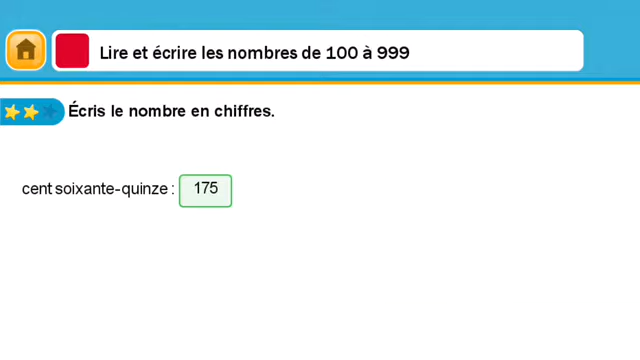 Lire et écrire les nombres de 100 à 999
Écris le nombre en chiffres.
cent soixante-quinze : 175